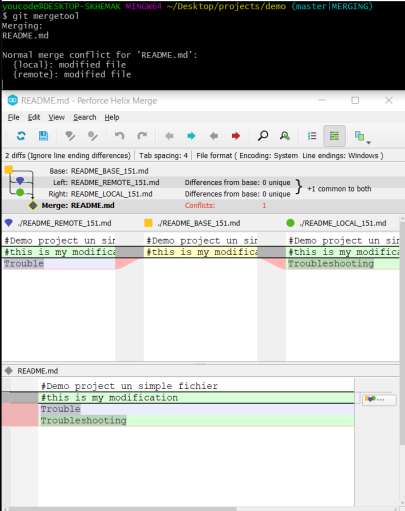 youcode@DESKTOP-SKHEMAK MINGW64 ~/Desktop/projects/demo (master|MERGING)
$ git mergetool
Merging:
README.md
Normal merge conflict for 'README.md':
{local}: modified file
{remote}: modified file
README.md - Perforce Helix Merge
File Edit View Search Help
2 diffs (Ignore line ending differences) Tab spacing: 4 File format ( Encoding: System Line endings: Windows )
Base: README_BASE_151.md
Left: README_REMOTE_151.md Differences from base: 0 unique
Right: README_LOCAL_151.md Differences from base: 0 unique
+1 common to both
Merge: README.md Conflicts: 1
./README_REMOTE_151.md ./README_BASE_151.md ./README_LOCAL_151.md
#Demo project un sim #Demo project un simp #Demo project un sim
#this is my modifica #this is my modificat #this is my modifica
Trouble Troubleshooting
README.md
#Demo project un simple fichier
#this is my modification
Trouble
Troubleshooting